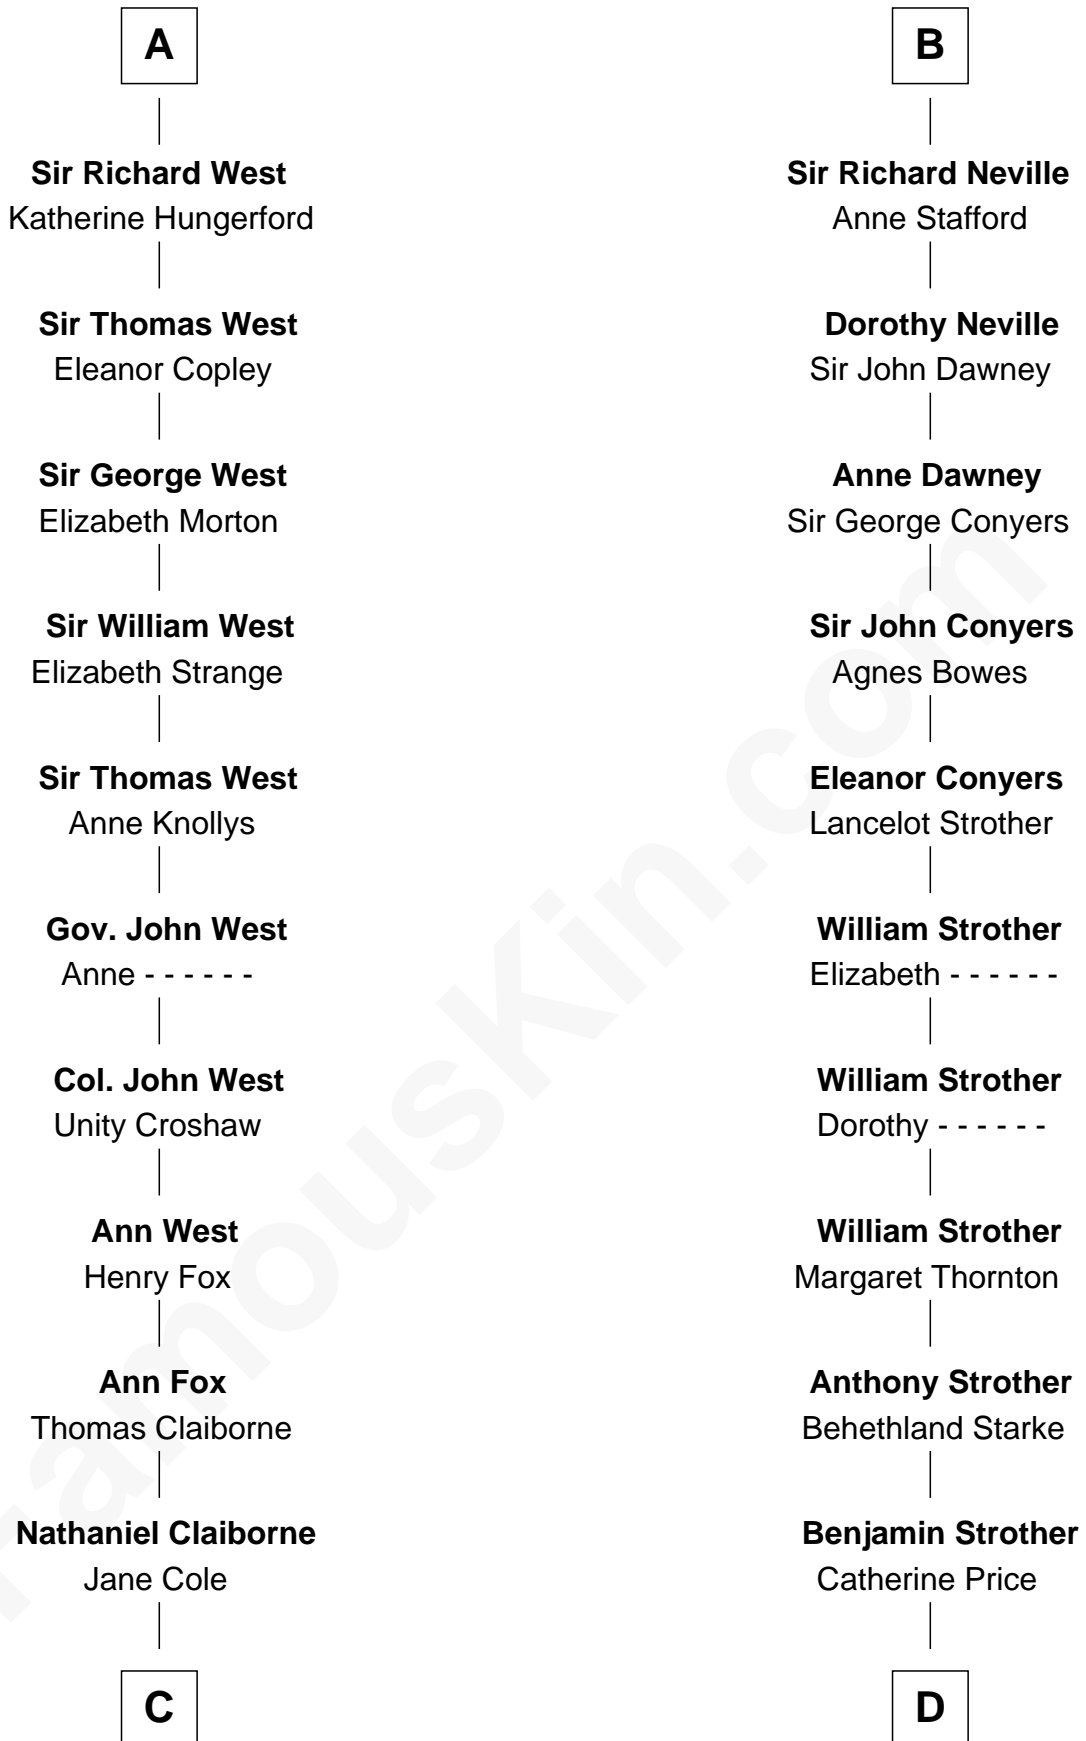 A
Sir Richard West
Katherine Hungerford
Sir Thomas West
Eleanor Copley
Sir George West
Elizabeth Morton
Sir William West
Elizabeth Strange
Sir Thomas West
Anne Knollys
Gov. John West
Anne - - - - - -
Col. John West
Unity Croshaw
Ann West
Henry Fox
Ann Fox
Thomas Claiborne
Nathaniel Claiborne
Jane Cole
C
B
Sir Richard Neville
Anne Stafford
Dorothy Neville
Sir John Dawney
Anne Dawney
Sir George Conyers
Sir John Conyers
Agnes Bowes
Eleanor Conyers
Lancelot Strother
William Strother
Elizabeth - - - - - -
William Strother
Dorothy - - - - - -
William Strother
Margaret Thornton
Anthony Strother
Behethland Starke
Benjamin Strother
Catherine Price
D
FamousKin.com